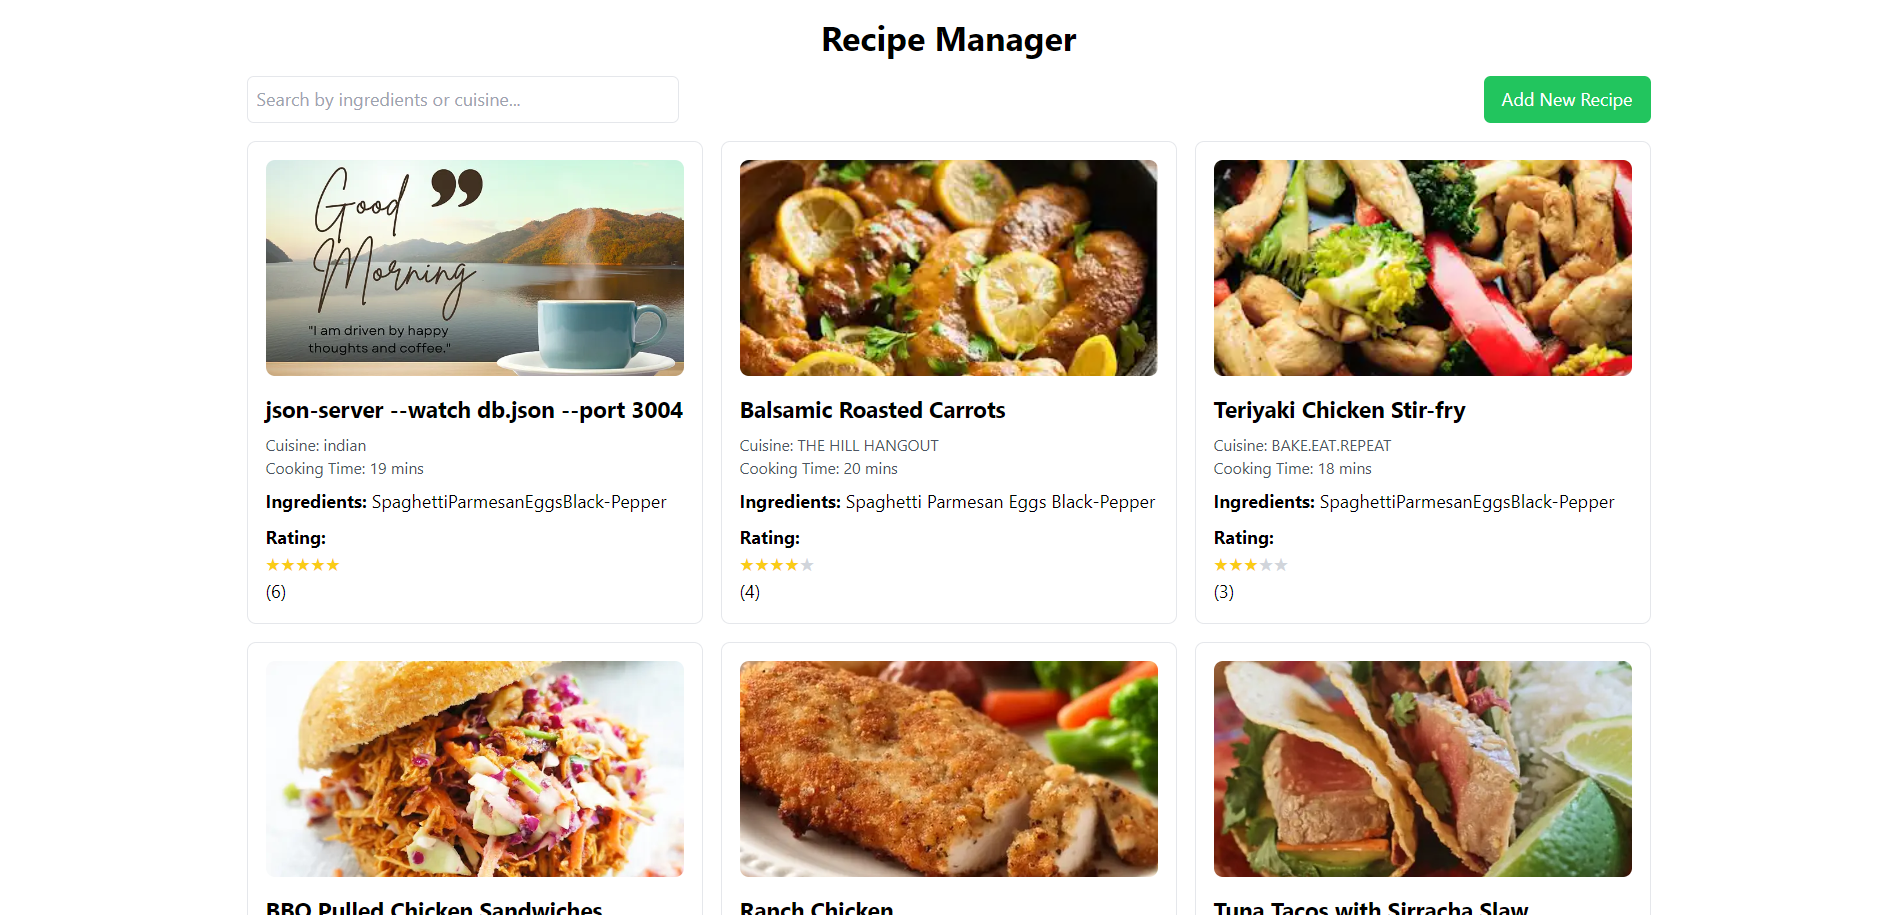 Recipe Manager
Search by ingredients or cuisine...
Add New Recipe
Good ”
Morning
"I am driven by happy
thoughts and coffee."
json-server --watch db.json --port 3004
Cuisine: indian
Cooking Time: 19 mins
Ingredients: SpaghettiParmesanEggsBlack-Pepper
Rating:
★★★★★
(6)
Balsamic Roasted Carrots
Cuisine: THE HILL HANGOUT
Cooking Time: 20 mins
Ingredients: Spaghetti Parmesan Eggs Black-Pepper
Rating:
★★★★★
(4)
Teriyaki Chicken Stir-fry
Cuisine: BAKE.EAT.REPEAT
Cooking Time: 18 mins
Ingredients: SpaghettiParmesanEggsBlack-Pepper
Rating:
★★★★★
(3)
BBQ Pulled Chicken Sandwiches
Ranch Chicken
Tuna Tacos with Sirracha Slaw